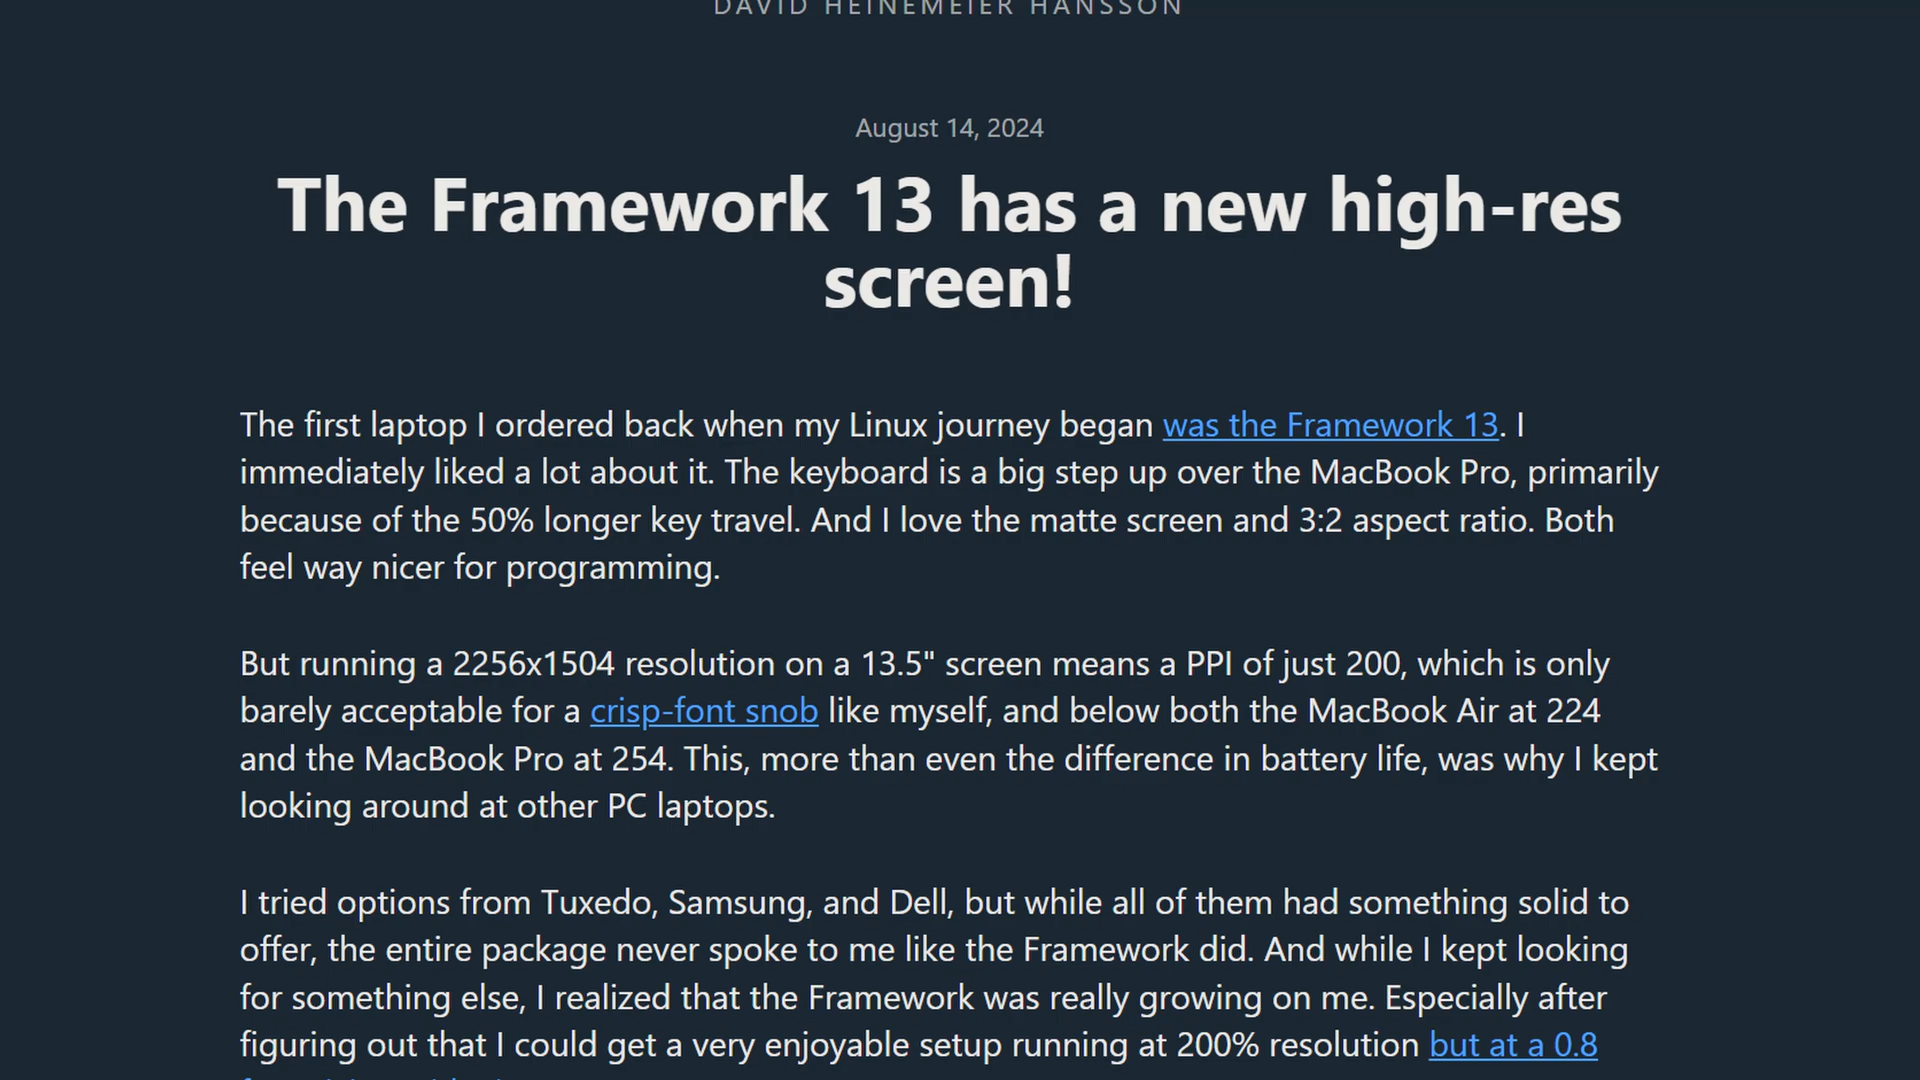 DAVID HEINEMEIER HANSSON
August 14, 2024
The Framework 13 has a new high-res
screen!
The first laptop I ordered back when my Linux journey began was the Framework 13. I
immediately liked a lot about it. The keyboard is a big step up over the MacBook Pro, primarily
because of the 50% longer key travel. And I love the matte screen and 3:2 aspect ratio. Both
feel way nicer for programming.
But running a 2256x1504 resolution on a 13.5" screen means a PPI of just 200, which is only
barely acceptable for a crisp-font snob like myself, and below both the MacBook Air at 224
and the MacBook Pro at 254. This, more than even the difference in battery life, was why I kept
looking around at other PC laptops.
I tried options from Tuxedo, Samsung, and Dell, but while all of them had something solid to
offer, the entire package never spoke to me like the Framework did. And while I kept looking
for something else, I realized that the Framework was really growing on me. Especially after
figuring out that I could get a very enjoyable setup running at 200% resolution but at a 0.8